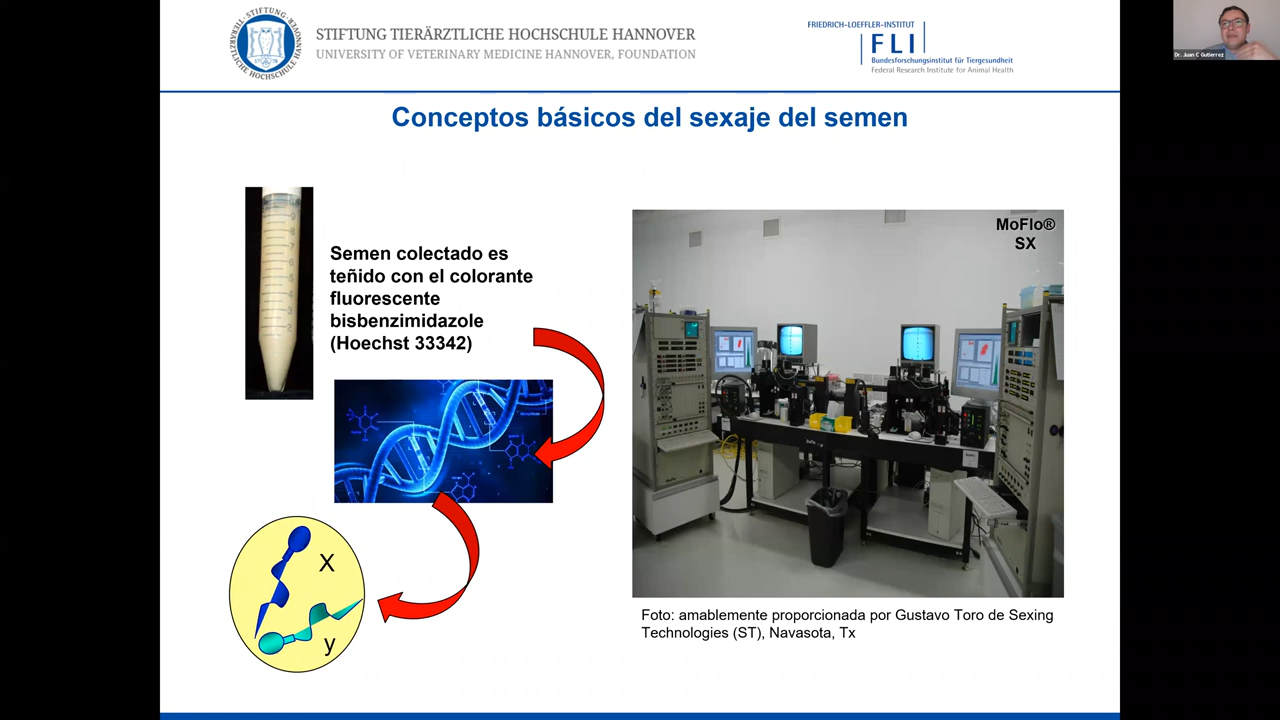 STIFTUNG TIERÄRZTLICHE HOCHSCHULE HANNOVER
UNIVERSITY OF VETERINARY MEDICINE HANNOVER, FOUNDATION
FRIEDRICH-LOEFFLER-INSTITUT
FLI
Bundesforschungsinstitut für Tiergesundheit
Federal Research Institute for Animal Health
Dr. Juan C Gutierrez
Conceptos básicos del sexaje del semen
Semen colectado es
teñido con el colorante
fluorescente
bisbenzimidazole
(Hoechst 33342)
MoFlo®
SX
X
y
Foto: amablemente proporcionada por Gustavo Toro de Sexing
Technologies (ST), Navasota, Tx